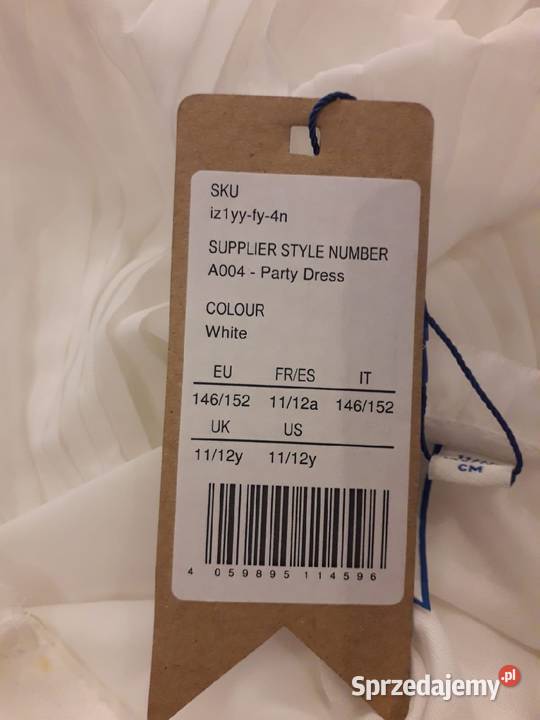 SKU
iz1yy-fy-4n
SUPPLIER STYLE NUMBER
A004 - Party Dress
COLOUR
White
EU FR/ES IT
146/152 11/12a 146/152
UK US
11/12y 11/12y
4 059895 114596
CM
Sprzedajemy.pl